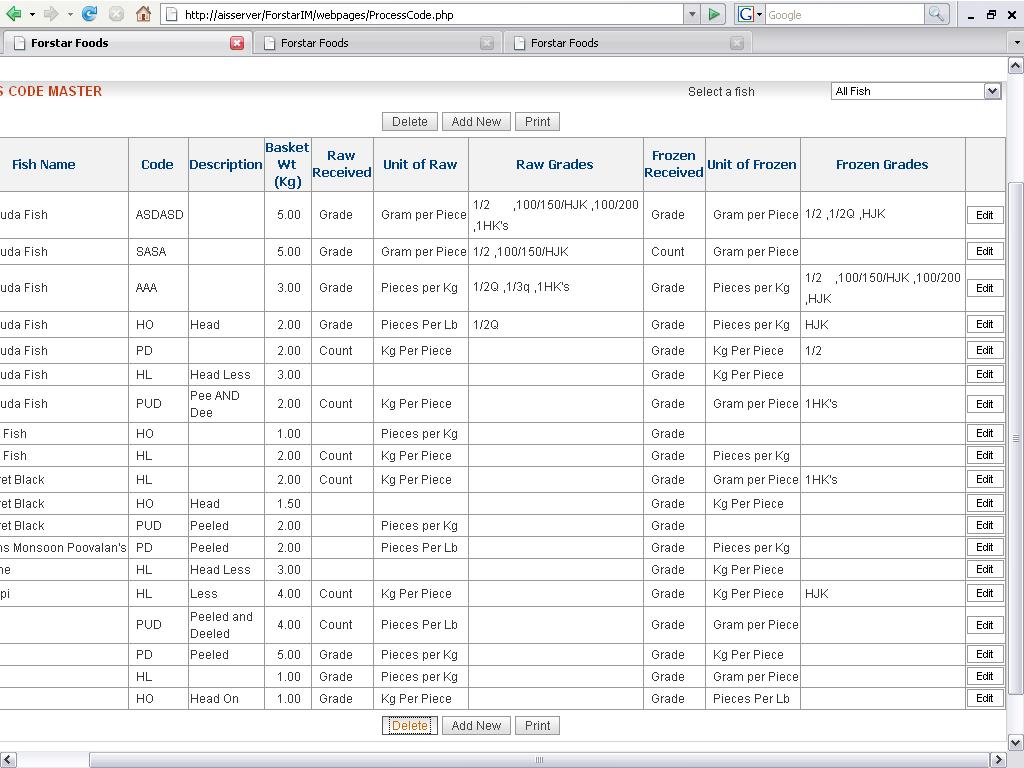 http://aisserver/ForstarIM/webpages/ProcessCode.php
Google
Forstar Foods
Forstar Foods
Forstar Foods
S CODE MASTER
Select a fish
All Fish
Delete Add New Print
Fish Name Code Description Basket Wt (Kg) Raw Received Unit of Raw Raw Grades Frozen Received Unit of Frozen Frozen Grades
uda Fish ASDASD 5.00 Grade Gram per Piece 1/2 ,100/150/HJK ,100/200 ,1HK's Grade Gram per Piece 1/2 ,1/2Q ,HJK Edit
uda Fish SASA 5.00 Grade Gram per Piece 1/2 ,100/150/HJK Count Gram per Piece Edit
uda Fish AAA 3.00 Grade Pieces per Kg 1/2Q ,1/3q ,1HK's Grade Pieces per Kg 1/2 ,100/150/HJK ,100/200 ,HJK Edit
uda Fish HO Head 2.00 Grade Pieces Per Lb 1/2Q Grade Pieces per Kg HJK Edit
uda Fish PD 2.00 Count Kg Per Piece Grade Kg Per Piece 1/2 Edit
uda Fish HL Head Less 3.00 Grade Kg Per Piece Edit
uda Fish PUD Pee AND Dee 2.00 Count Kg Per Piece Grade Gram per Piece 1HK's Edit
Fish HO 1.00 Pieces per Kg Grade Edit
Fish HL 2.00 Count Kg Per Piece Grade Pieces per Kg Edit
ret Black HL 2.00 Count Kg Per Piece Grade Gram per Piece 1HK's Edit
ret Black HO Head 1.50 Grade Kg Per Piece Edit
ret Black PUD Peeled 2.00 Pieces per Kg Grade Edit
ns Monsoon Poovalan's PD Peeled 2.00 Pieces Per Lb Grade Pieces per Kg Edit
ne HL Head Less 3.00 Grade Kg Per Piece Edit
pi HL Less 4.00 Count Kg Per Piece Grade Kg Per Piece HJK Edit
PUD Peeled and Deeled 4.00 Count Pieces Per Lb Grade Gram per Piece Edit
PD Peeled 5.00 Grade Pieces per Kg Grade Kg Per Piece Edit
HL 1.00 Grade Pieces per Kg Grade Gram per Piece Edit
HO Head On 1.00 Grade Kg Per Piece Grade Pieces Per Lb Edit
Delete Add New Print